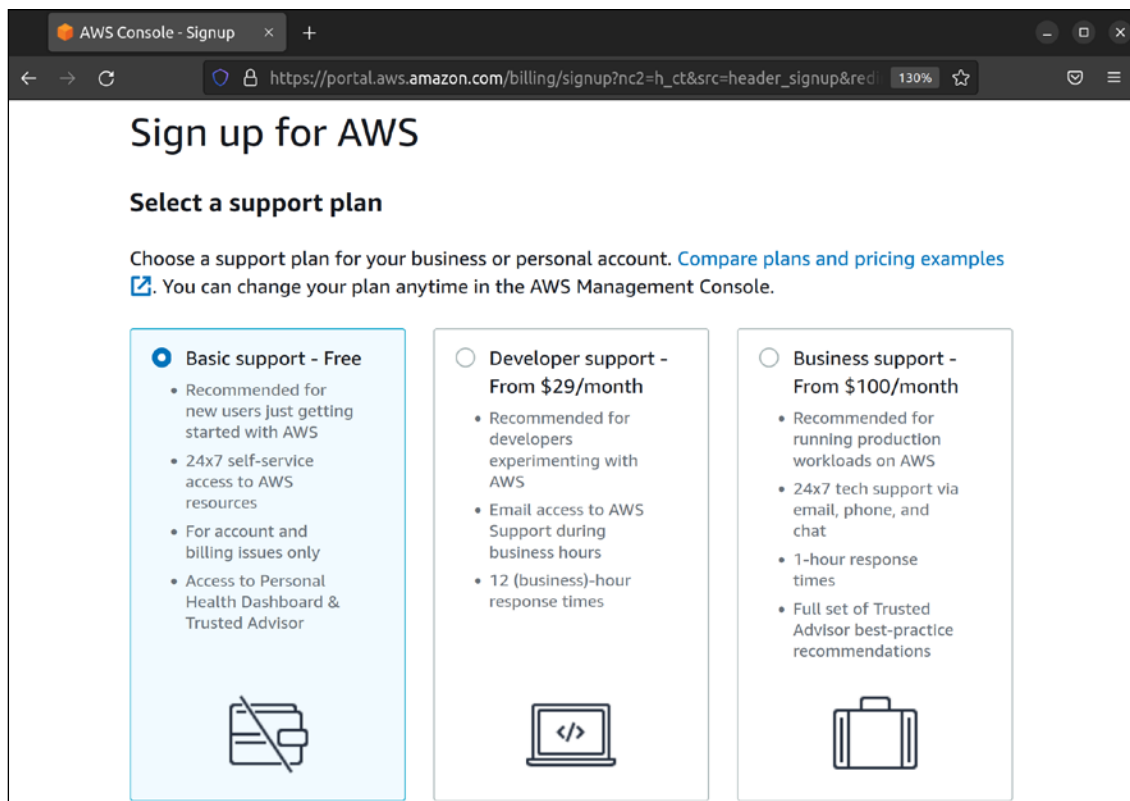 AWS Console - Signup
https://portal.aws.amazon.com/billing/signup?nc2=h_ct&src=header_signup&redi
130%
Sign up for AWS
Select a support plan
Choose a support plan for your business or personal account. Compare plans and pricing examples
. You can change your plan anytime in the AWS Management Console.
Basic support - Free
• Recommended for
new users just getting
started with AWS
• 24x7 self-service
access to AWS
resources
• For account and
billing issues only
• Access to Personal
Health Dashboard &
Trusted Advisor
Developer support -
From $29/month
• Recommended for
developers
experimenting with
AWS
• Email access to AWS
Support during
business hours
• 12 (business)-hour
response times
</>
Business support -
From $100/month
• Recommended for
running production
workloads on AWS
• 24x7 tech support via
email, phone, and
chat
• 1-hour response
times
• Full set of Trusted
Advisor best-practice
recommendations